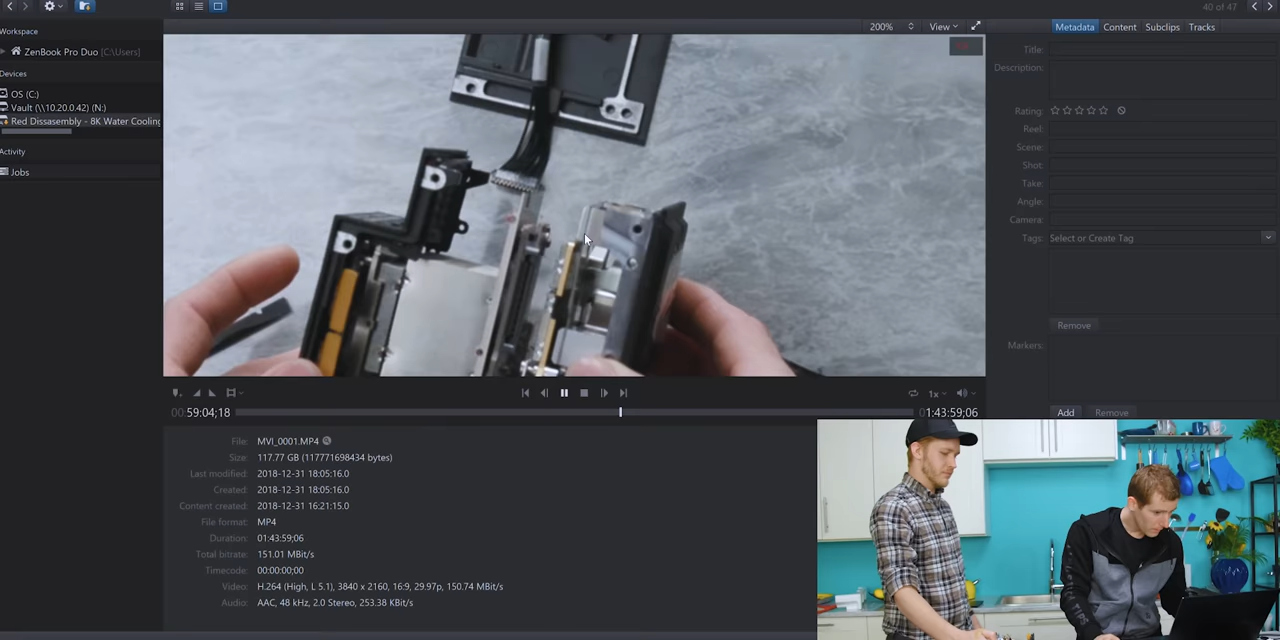 40 of 47
Workspace
ZenBook Pro Duo [C:\Users]
Devices
OS (C:)
Vault (\\10.20.0.42) (N:)
Red Dissasembly - 8K Water Cooling
Activity
Jobs
200%
View
Metadata Content Subclips Tracks
Title:
Description:
Rating:
Reel:
Scene:
Shot:
Take:
Angle:
Camera:
Tags: Select or Create Tag
Remove
Markers:
Add Remove
1x
00:59:04;18
01:43:59;06
File: MVI_0001.MP4
Size: 117.77 GB (117771698434 bytes)
Last modified: 2018-12-31 18:05:16.0
Created: 2018-12-31 18:05:16.0
Content created: 2018-12-31 16:21:15.0
File format: MP4
Duration: 01:43:59;06
Total bitrate: 151.01 MBit/s
Timecode: 00:00:00;00
Video: H.264 (High, L 5.1), 3840 x 2160, 16:9, 29.97p, 150.74 MBit/s
Audio: AAC, 48 kHz, 2.0 Stereo, 253.38 KBit/s